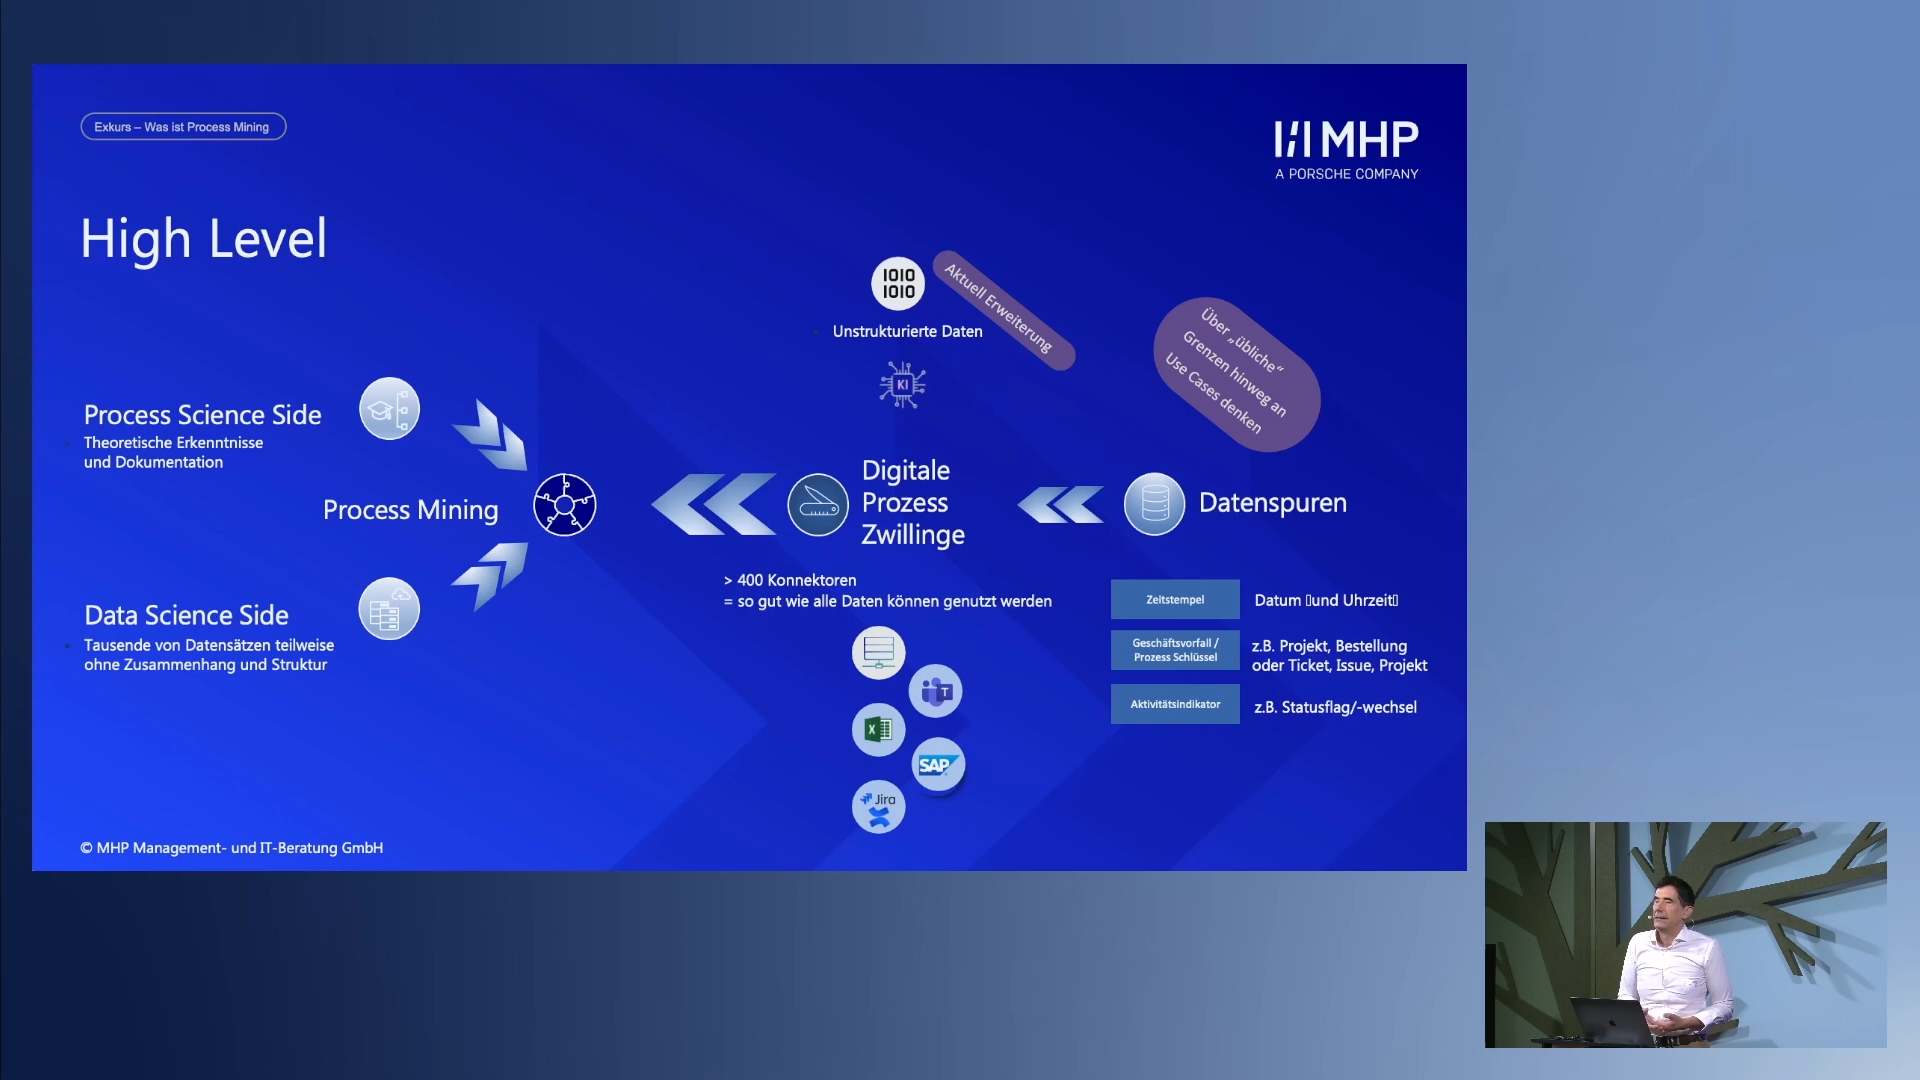 Exkurs – Was ist Process Mining
MHP
A PORSCHE COMPANY
High Level
1010
1010
Aktuell Erweiterung
Unstrukturierte Daten
KI
Über „übliche“
Grenzen hinweg an
Use Cases denken
Process Science Side
Theoretische Erkenntnisse
und Dokumentation
Process Mining
Digitale
Prozess
Zwillinge
Datenspuren
Data Science Side
Tausende von Datensätzen teilweise
ohne Zusammenhang und Struktur
> 400 Konnektoren
= so gut wie alle Daten können genutzt werden
T
X
SAP
Jira
Zeitstempel
Datum und Uhrzeit
Geschäftsvorfall /
Prozess Schlüssel
z.B. Projekt, Bestellung
oder Ticket, Issue, Projekt
Aktivitätsindikator
z.B. Statusflag/-wechsel
© MHP Management- und IT-Beratung GmbH